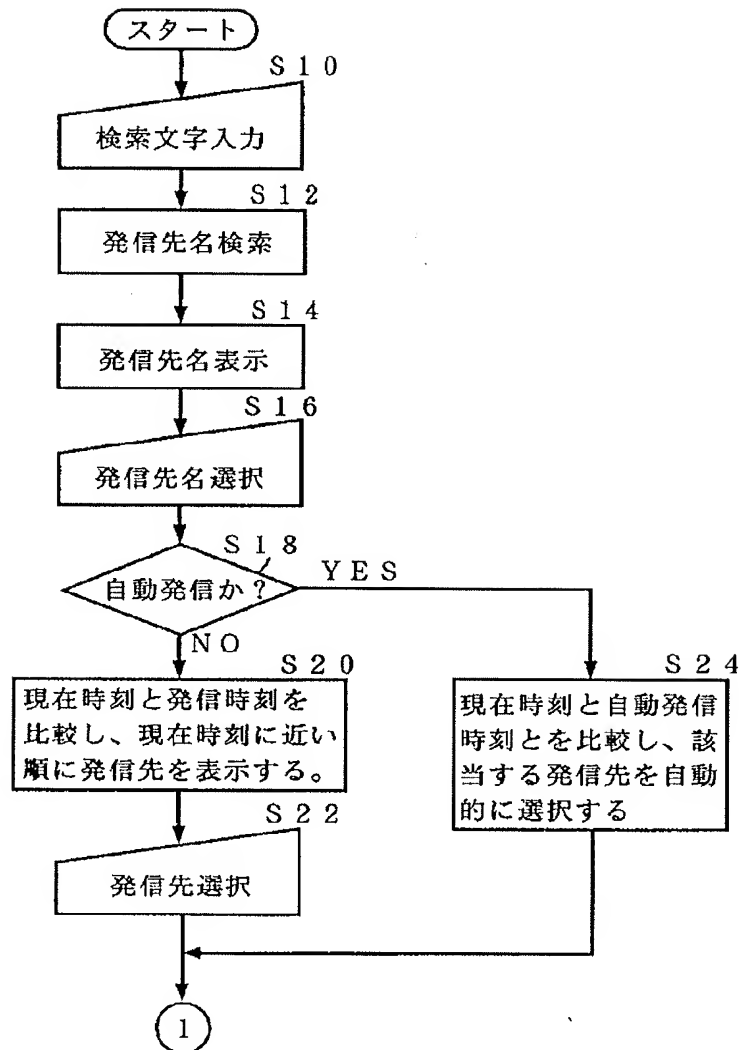 スタート
S10
検索文字入力
S12
発信先名検索
S14
発信先名表示
S16
発信先名選択
S18
自動発信か?
YES
NO
S20
現在時刻と発信時刻を
比較し、現在時刻に近い
順に発信先を表示する。
S24
現在時刻と自動発信
時刻とを比較し、該
当する発信先を自動
的に選択する
S22
発信先選択
1